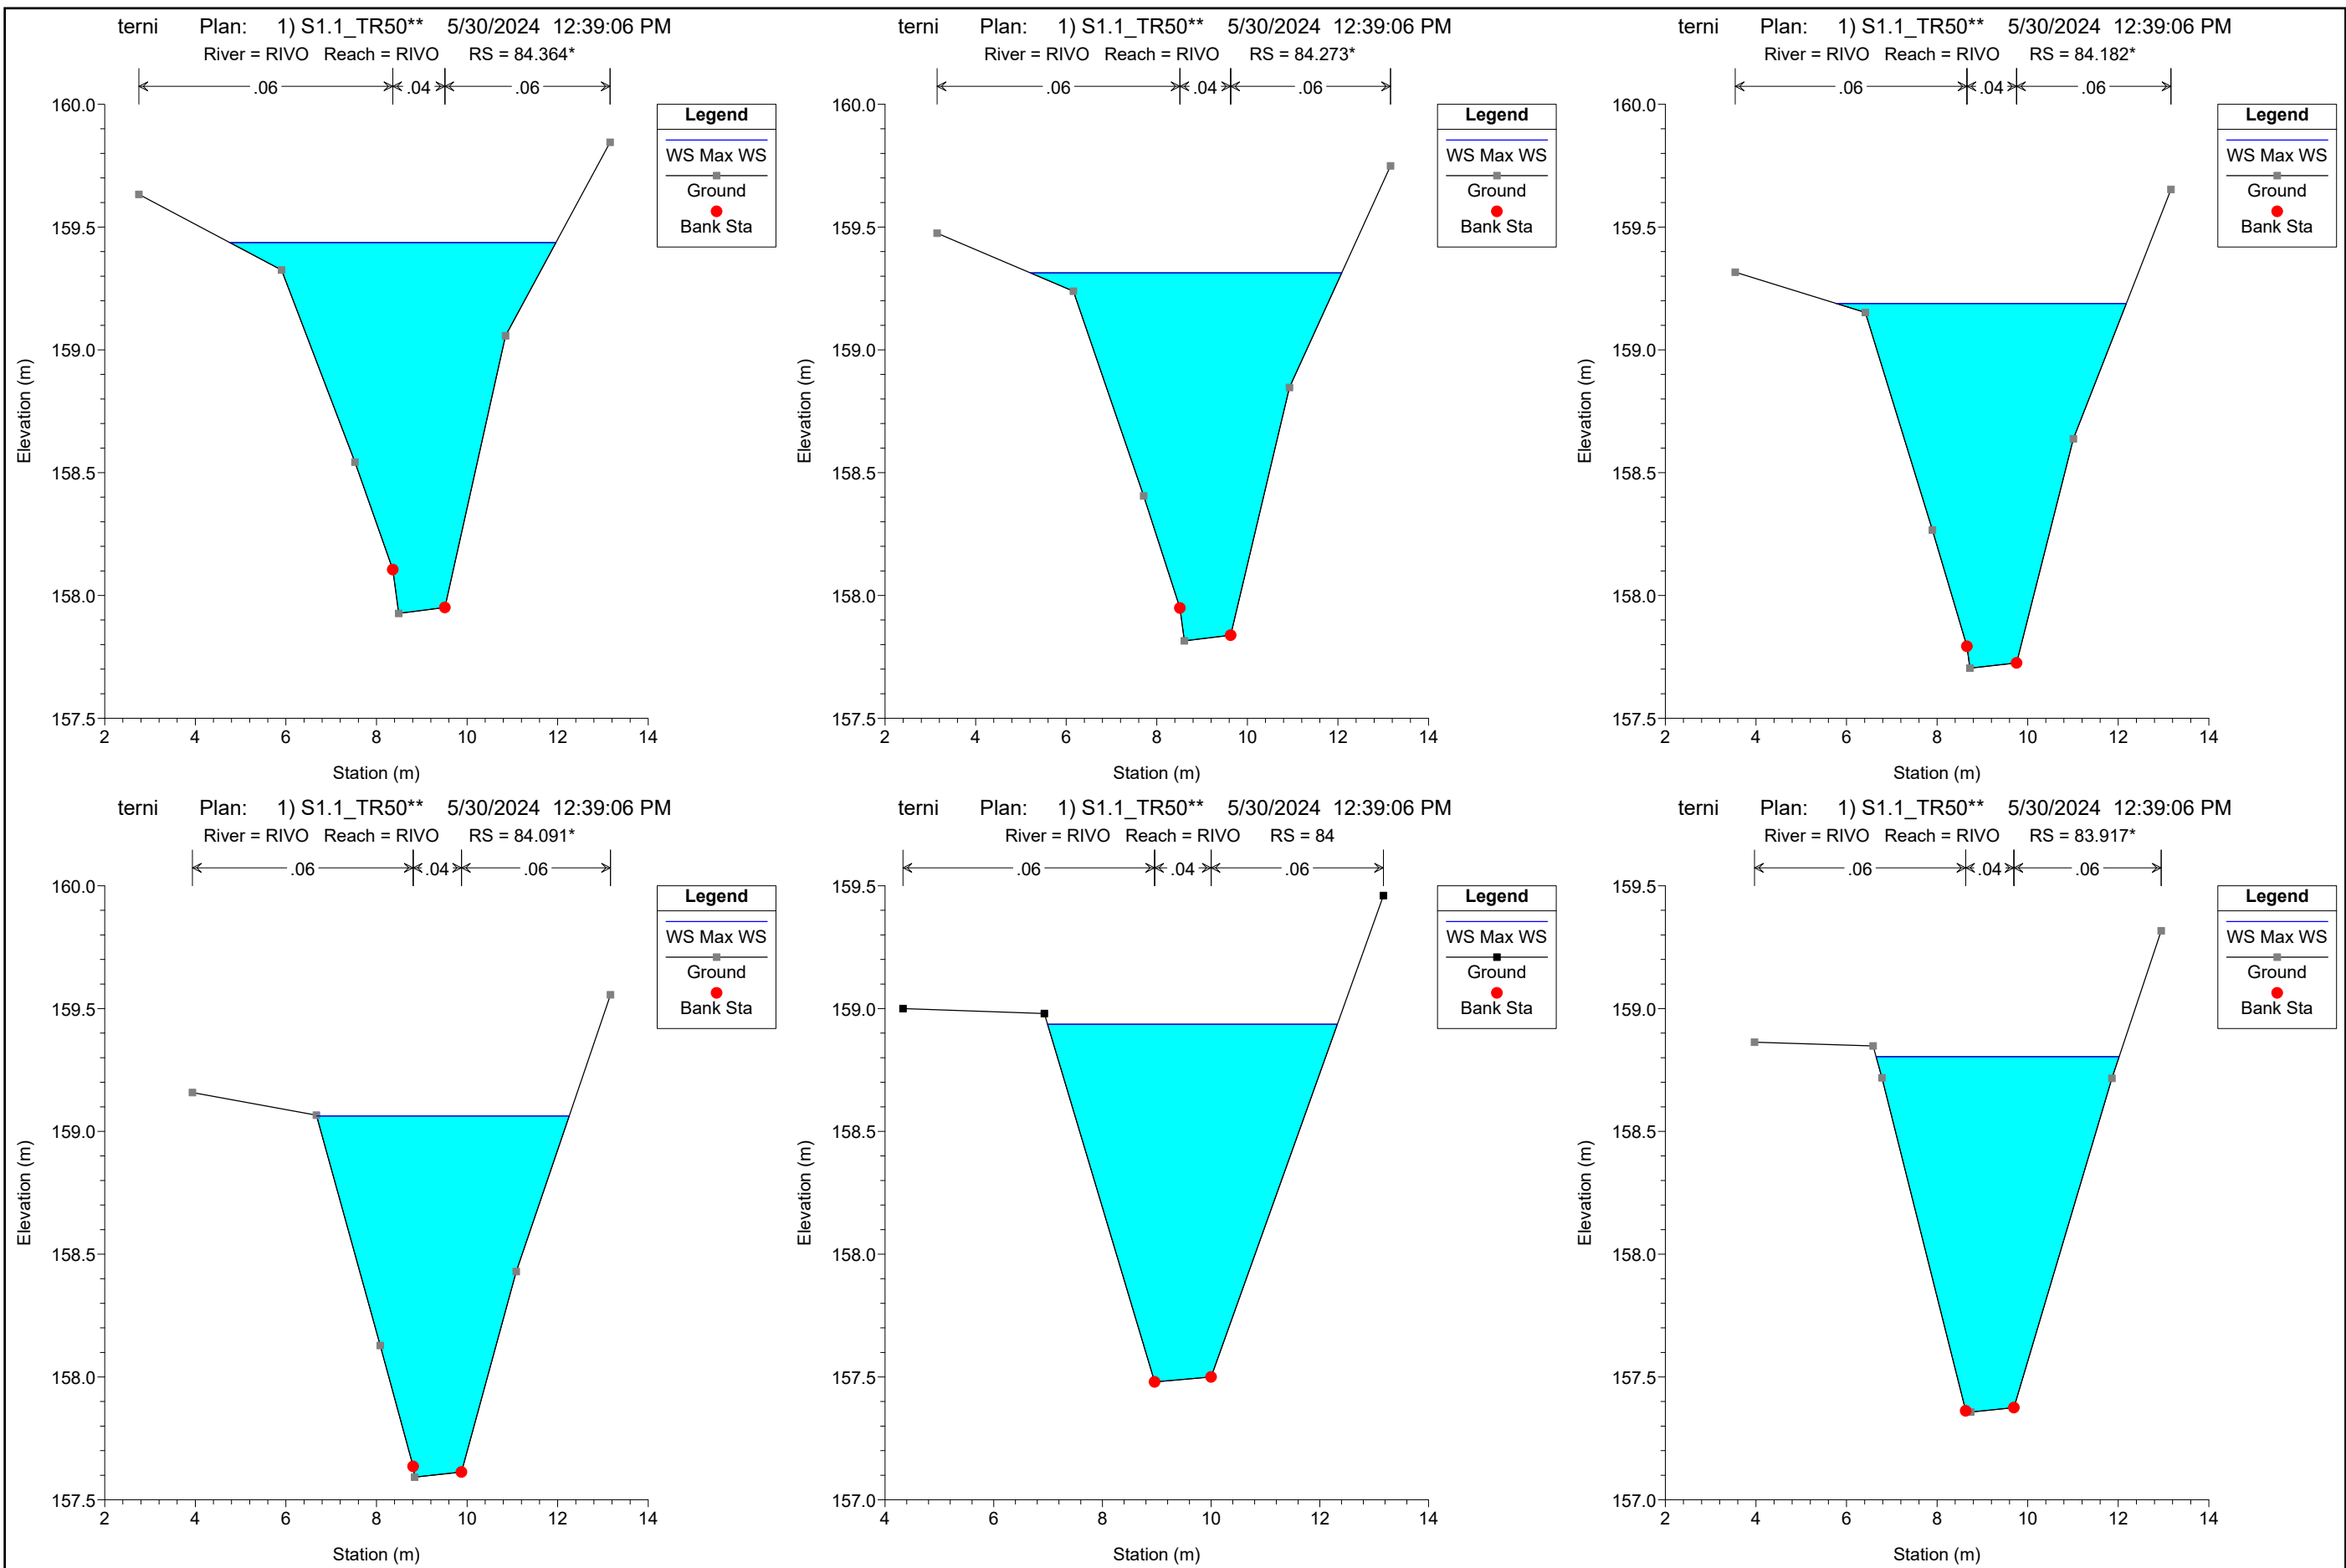 terni Plan: 1) S1.1_TR50** 5/30/2024 12:39:06 PM
River = RIVO Reach = RIVO RS = 84.364*
.06 .04 .06
160.0
159.5
159.0
158.5
158.0
157.5
2 4 6 8 10 12 14
Station (m)
Elevation (m)
Legend
WS Max WS
Ground
Bank Sta
terni Plan: 1) S1.1_TR50** 5/30/2024 12:39:06 PM
River = RIVO Reach = RIVO RS = 84.273*
.06 .04 .06
160.0
159.5
159.0
158.5
158.0
157.5
2 4 6 8 10 12 14
Station (m)
Elevation (m)
Legend
WS Max WS
Ground
Bank Sta
terni Plan: 1) S1.1_TR50** 5/30/2024 12:39:06 PM
River = RIVO Reach = RIVO RS = 84.182*
.06 .04 .06
160.0
159.5
159.0
158.5
158.0
157.5
2 4 6 8 10 12 14
Station (m)
Elevation (m)
Legend
WS Max WS
Ground
Bank Sta
terni Plan: 1) S1.1_TR50** 5/30/2024 12:39:06 PM
River = RIVO Reach = RIVO RS = 84.091*
.06 .04 .06
160.0
159.5
159.0
158.5
158.0
157.5
2 4 6 8 10 12 14
Station (m)
Elevation (m)
Legend
WS Max WS
Ground
Bank Sta
terni Plan: 1) S1.1_TR50** 5/30/2024 12:39:06 PM
River = RIVO Reach = RIVO RS = 84
.06 .04 .06
159.5
159.0
158.5
158.0
157.5
157.0
4 6 8 10 12 14
Station (m)
Elevation (m)
Legend
WS Max WS
Ground
Bank Sta
terni Plan: 1) S1.1_TR50** 5/30/2024 12:39:06 PM
River = RIVO Reach = RIVO RS = 83.917*
.06 .04 .06
159.5
159.0
158.5
158.0
157.5
157.0
2 4 6 8 10 12 14
Station (m)
Elevation (m)
Legend
WS Max WS
Ground
Bank Sta